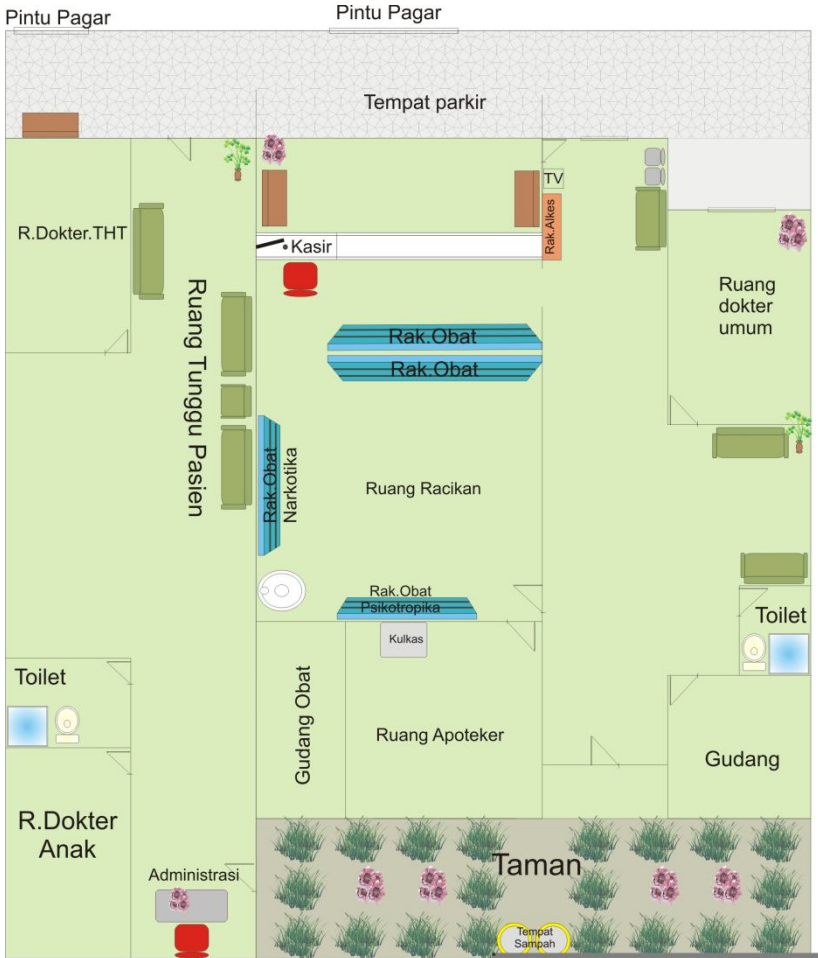 Pintu Pagar
Pintu Pagar
Tempat parkir
R.Dokter.THT
TV
Rak.Alkes
Kasir
Ruang Tunggu Pasien
Ruang
dokter
umum
Rak.Obat
Rak.Obat
Rak.Obat
Narkotika
Ruang Racikan
Rak.Obat
Psikotropika
Kulkas
Toilet
Toilet
Gudang Obat
Ruang Apoteker
Gudang
R.Dokter
Anak
Administrasi
Taman
Tempat
Sampah